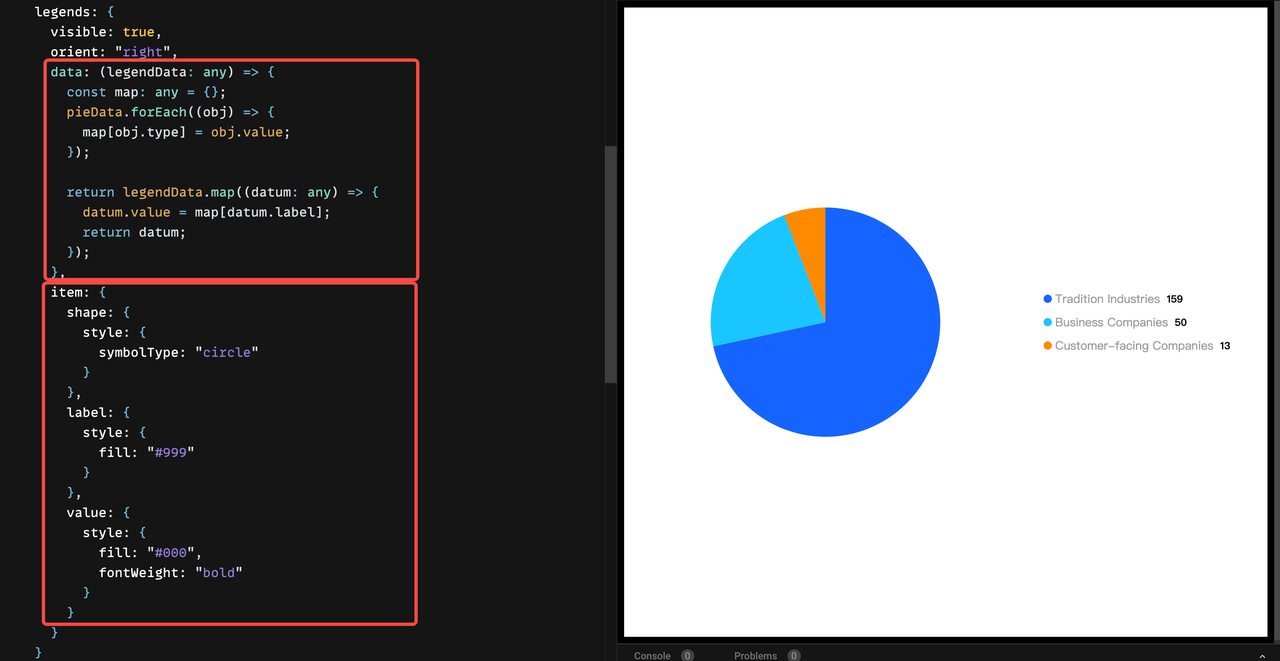 legends: {
visible: true,
orient: "right",
data: (legendData: any) => {
const map: any = {};
pieData.forEach((obj) => {
map[obj.type] = obj.value;
});
return legendData.map((datum: any) => {
datum.value = map[datum.label];
return datum;
});
},
item: {
shape: {
style: {
symbolType: "circle"
}
},
label: {
style: {
fill: "#999"
}
},
value: {
style: {
fill: "#000",
fontWeight: "bold"
}
}
}
}
Tradition Industries 159
Business Companies 50
Customer-facing Companies 13
Console 0 Problems 0